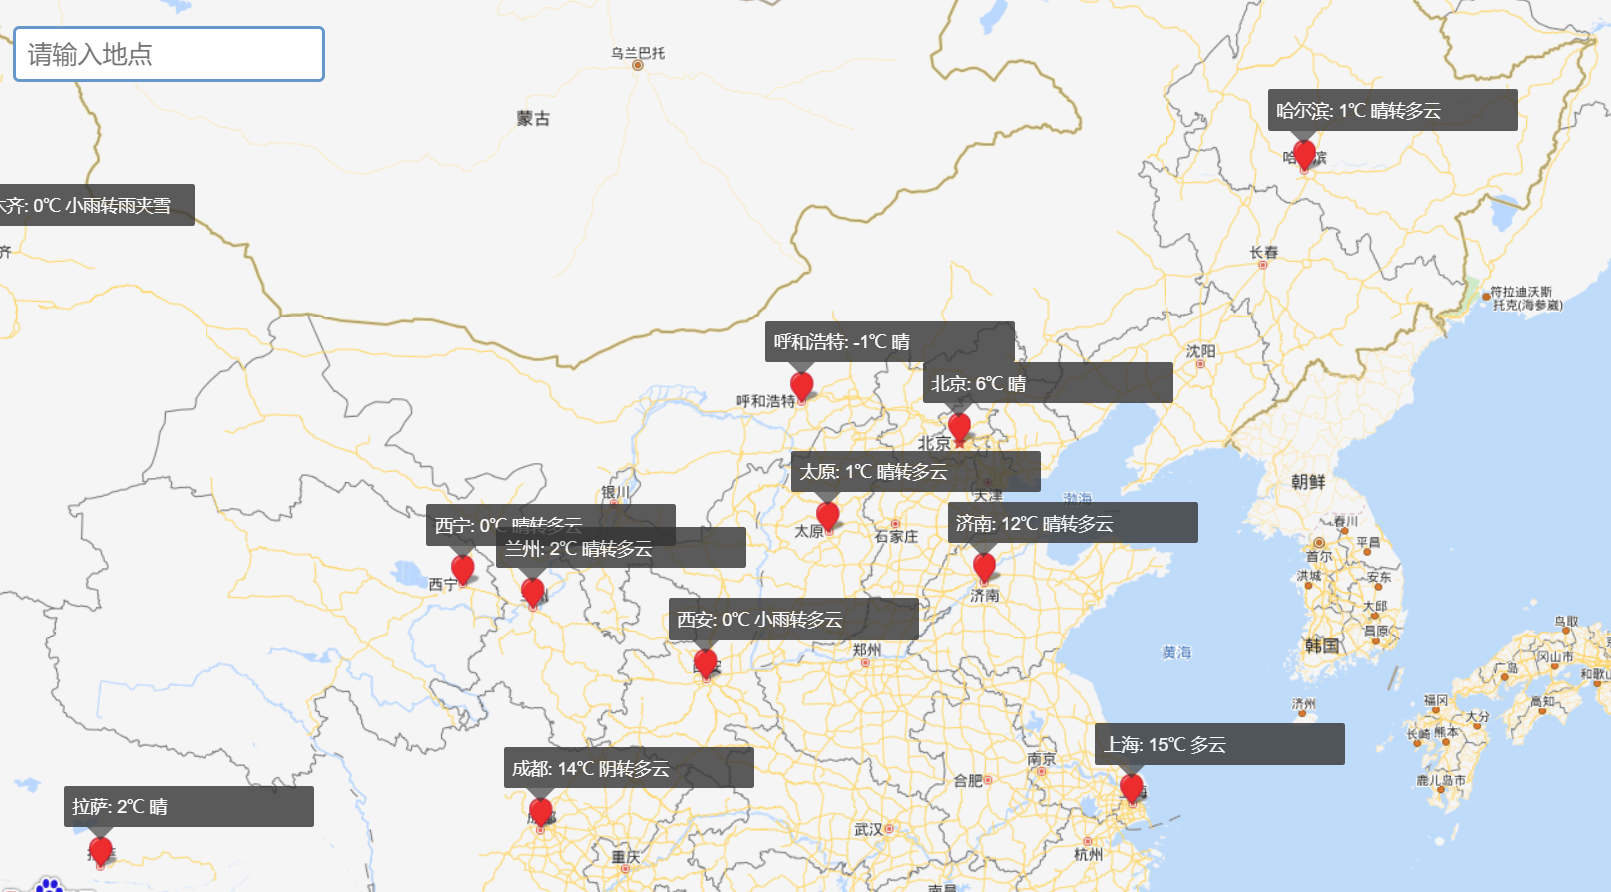 请输入地点
乌兰巴托
蒙古
哈尔滨: 1℃ 晴转多云
木齐: 0℃ 小雨转雨夹雪
齐
长春
符拉迪沃斯
托克(海參崴)
呼和浩特: -1℃ 晴
沈阳
北京: 6℃ 晴
呼和浩特
北京
太原: 1℃ 晴转多云
朝鲜
银川
天津
渤海
西宁: 0℃ 晴转多云
济南: 12℃ 晴转多云
太原
石家庄
春川
兰州: 2℃ 晴转多云
平昌
首尔
洪城
安东
西宁
济南
大邱
西安: 0℃ 小雨转多云
乌取
昌原
韩国
郑州
黄海
冈山市
广岛
和歌山
济州
福冈
高知
大分
长崎
熊本
上海: 15℃ 多云
南京
成都: 14℃ 阴转多云
合肥
鹿儿岛市
拉萨: 2℃ 晴
武汉
杭州
重庆
南昌